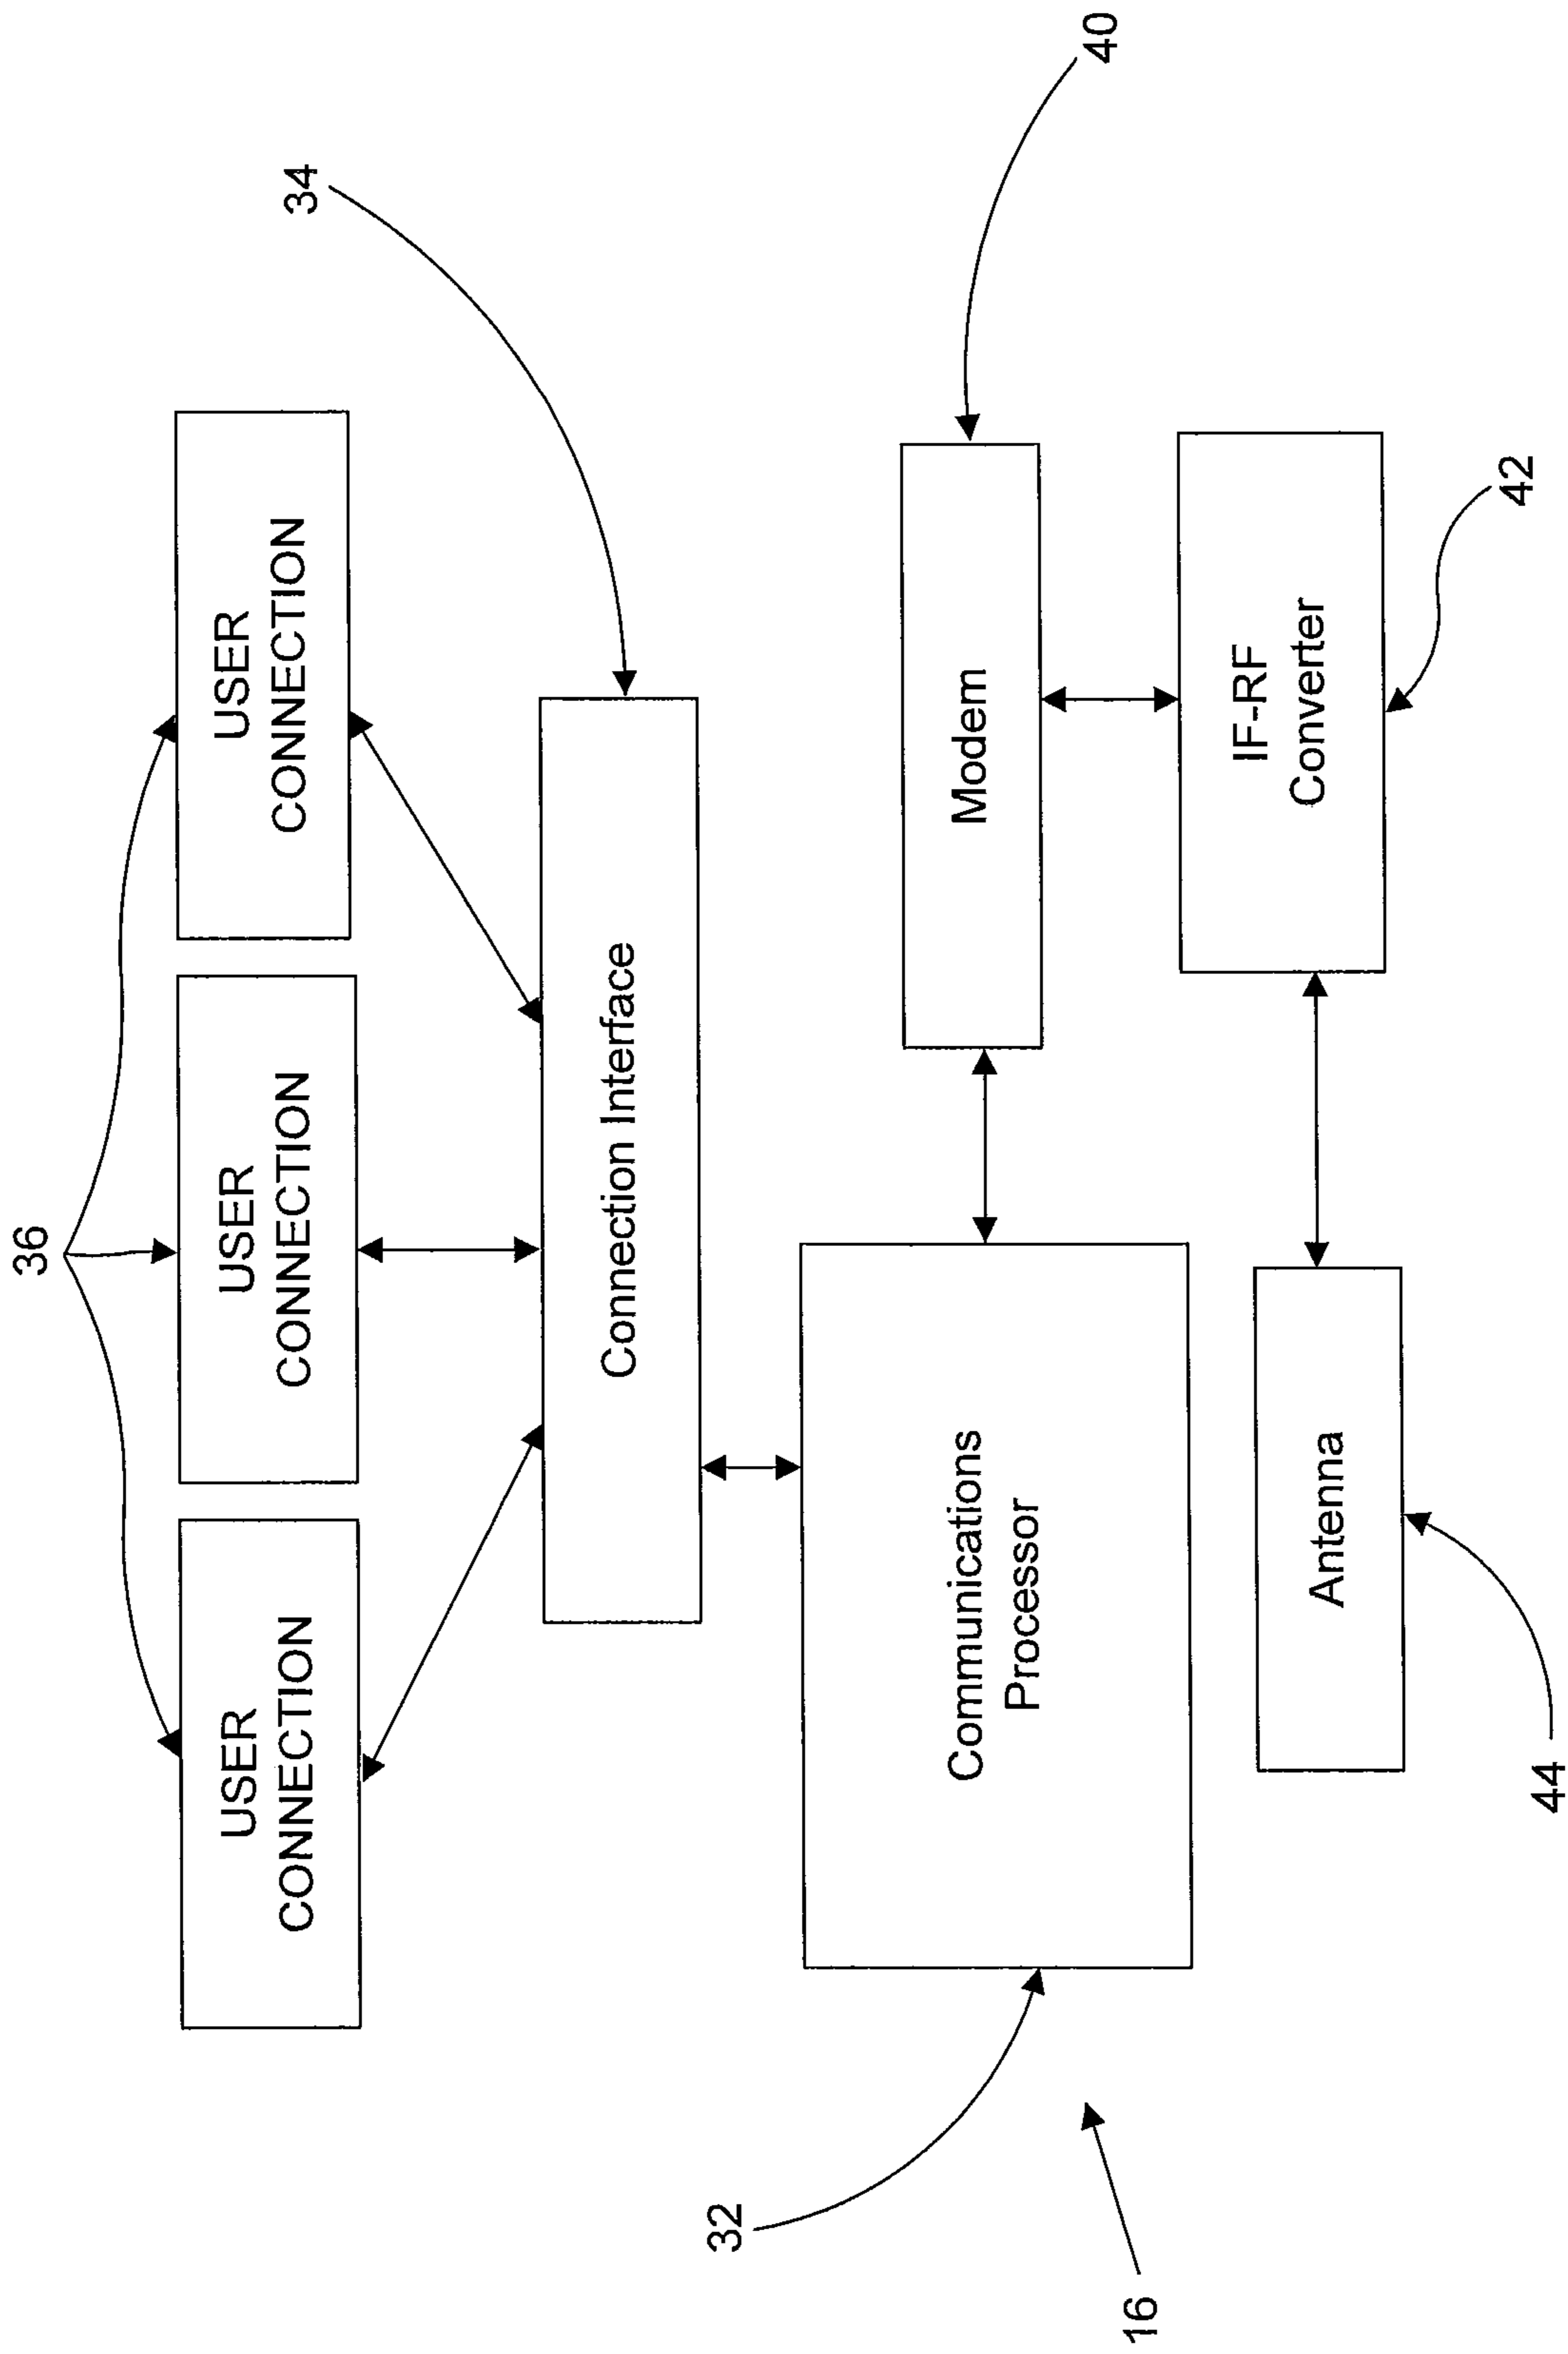 36
USER
CONNECTION
USER
CONNECTION
USER
CONNECTION
34
Connection Interface
32
Communications
Processor
Modem
40
16
Antenna
IF-RF
Converter
44
42